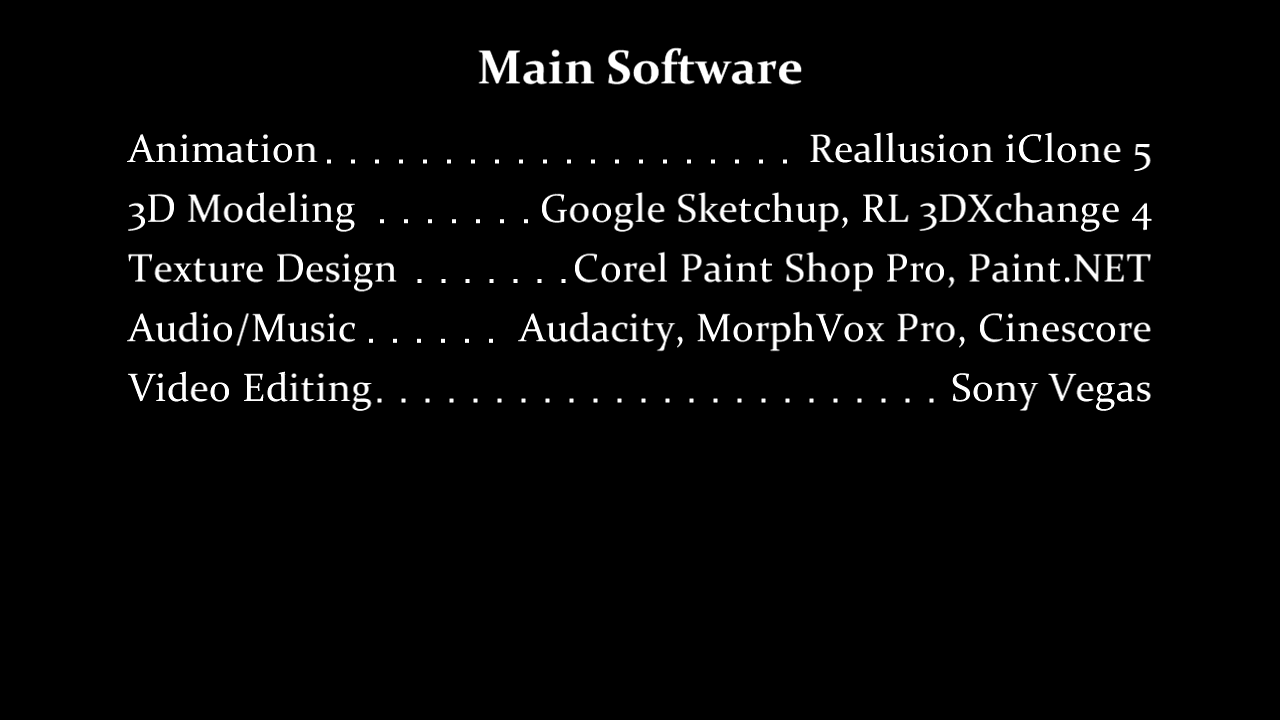 Main Software
Animation . . . . . . . . . . . . . . . . . . . . Reallusion iClone 5
3D Modeling . . . . . . . Google Sketchup, RL 3DXchange 4
Texture Design . . . . . . . Corel Paint Shop Pro, Paint.NET
Audio/Music . . . . . . Audacity, MorphVox Pro, Cinescore
Video Editing . . . . . . . . . . . . . . . . . . . . . . . . Sony Vegas